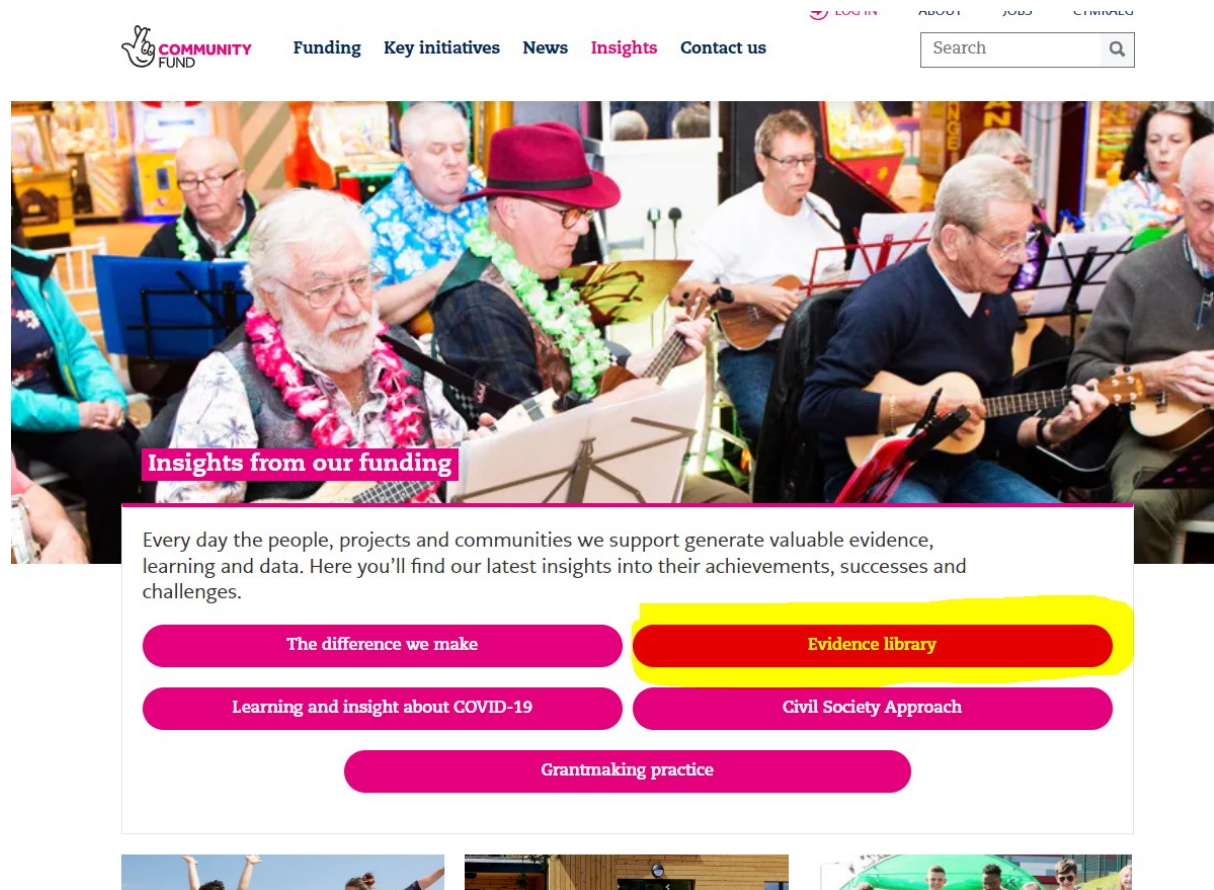 LOG IN ABOUT JOBS CYMRAEG
COMMUNITY
FUND
Funding Key initiatives News Insights Contact us
Search
Insights from our funding
Every day the people, projects and communities we support generate valuable evidence,
learning and data. Here you’ll find our latest insights into their achievements, successes and
challenges.
The difference we make
Evidence library
Learning and insight about COVID-19
Civil Society Approach
Grantmaking practice